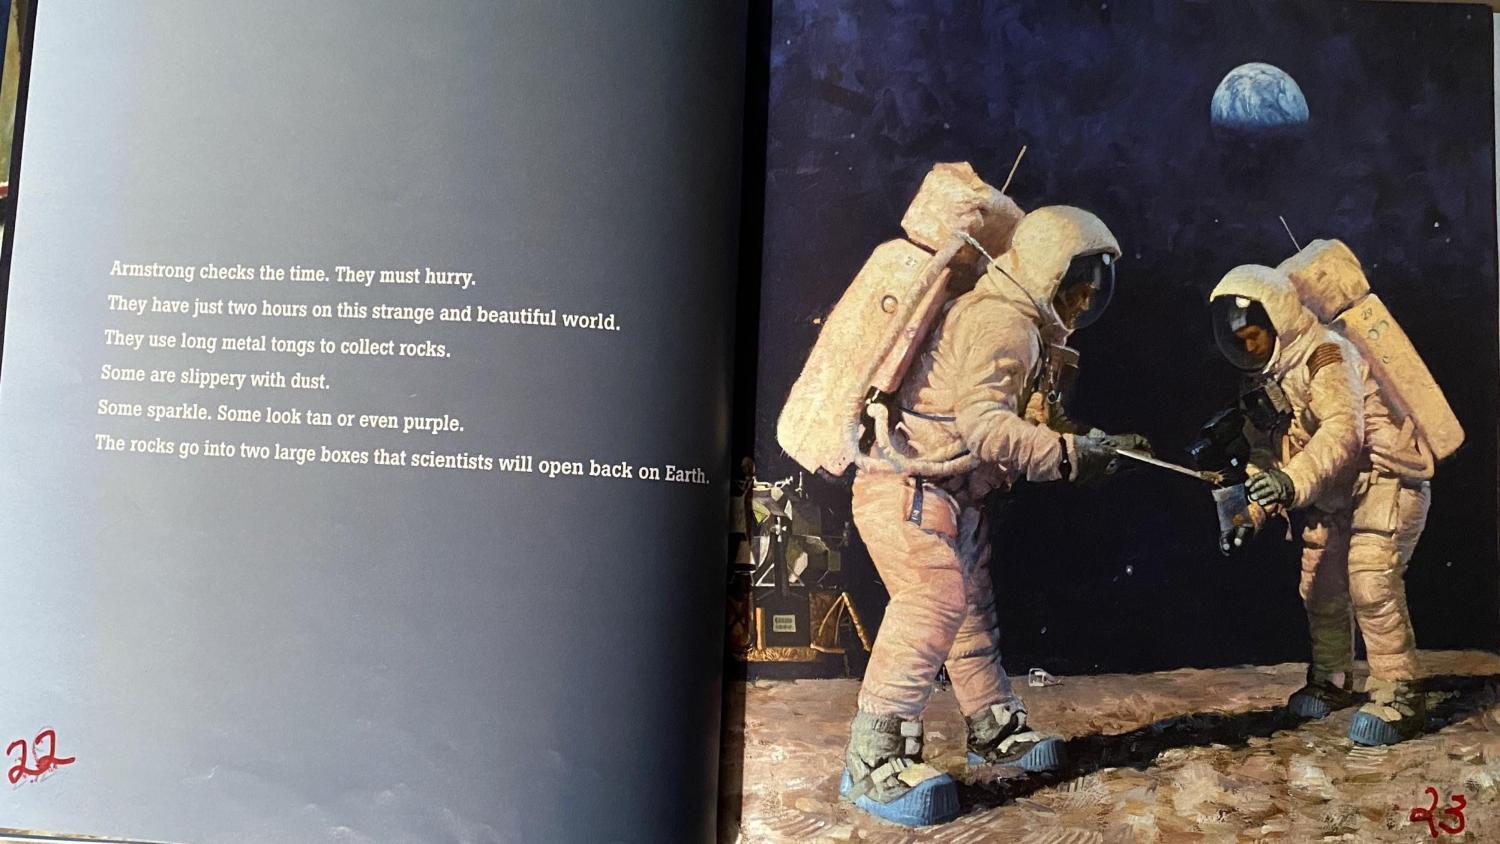 Armstrong checks the time. They must hurry.
They have just two hours on this strange and beautiful world.
They use long metal tongs to collect rocks.
Some are slippery with dust.
Some sparkle. Some look tan or even purple.
The rocks go into two large boxes that scientists will open back on Earth.
22
23